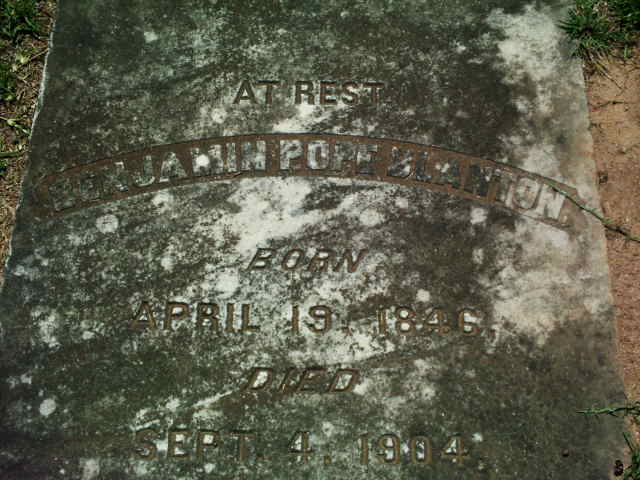 AT REST
BENJAMIN POPE BLANTON.
BORN
APRIL 19, 1846.
DIED
SEPT. 4, 1904.